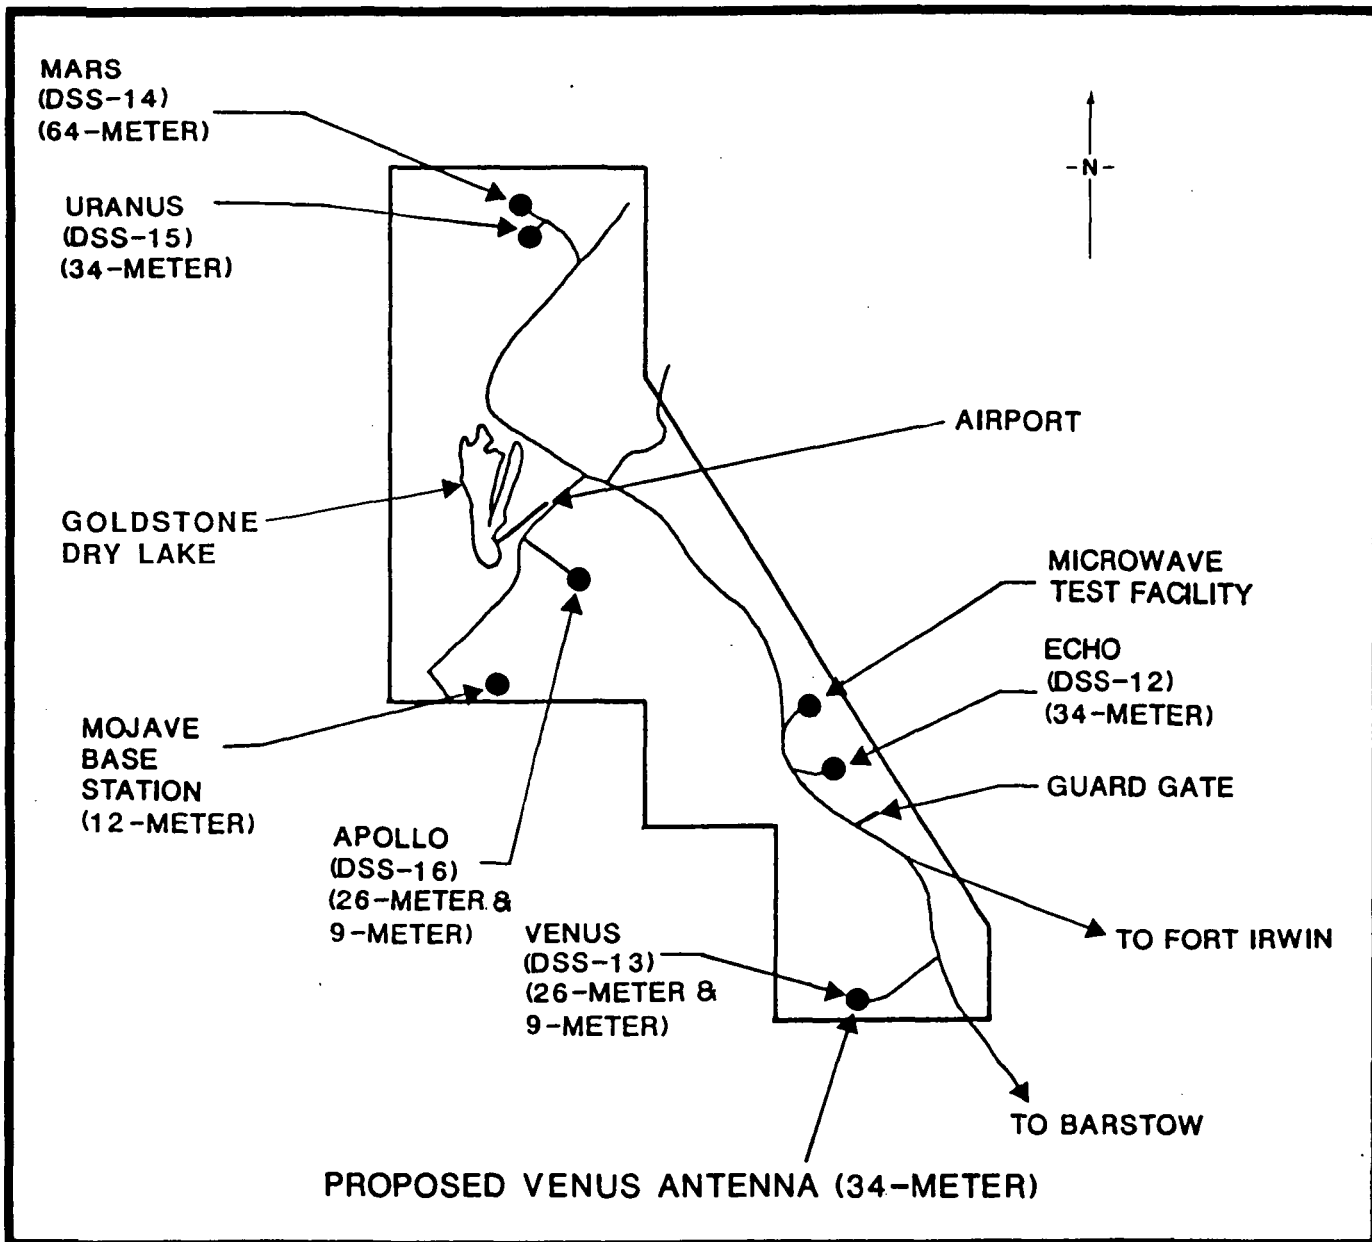 MARS
(DSS-14)
(64-METER)
-N-
URANUS
(DSS-15)
(34-METER)
AIRPORT
GOLDSTONE
DRY LAKE
MICROWAVE
TEST FACILITY
ECHO
(DSS-12)
(34-METER)
MOJAVE
BASE
STATION
(12-METER)
GUARD GATE
APOLLO
(DSS-16)
(26-METER &
9-METER)
VENUS
(DSS-13)
(26-METER &
9-METER)
TO FORT IRWIN
TO BARSTOW
PROPOSED VENUS ANTENNA (34-METER)